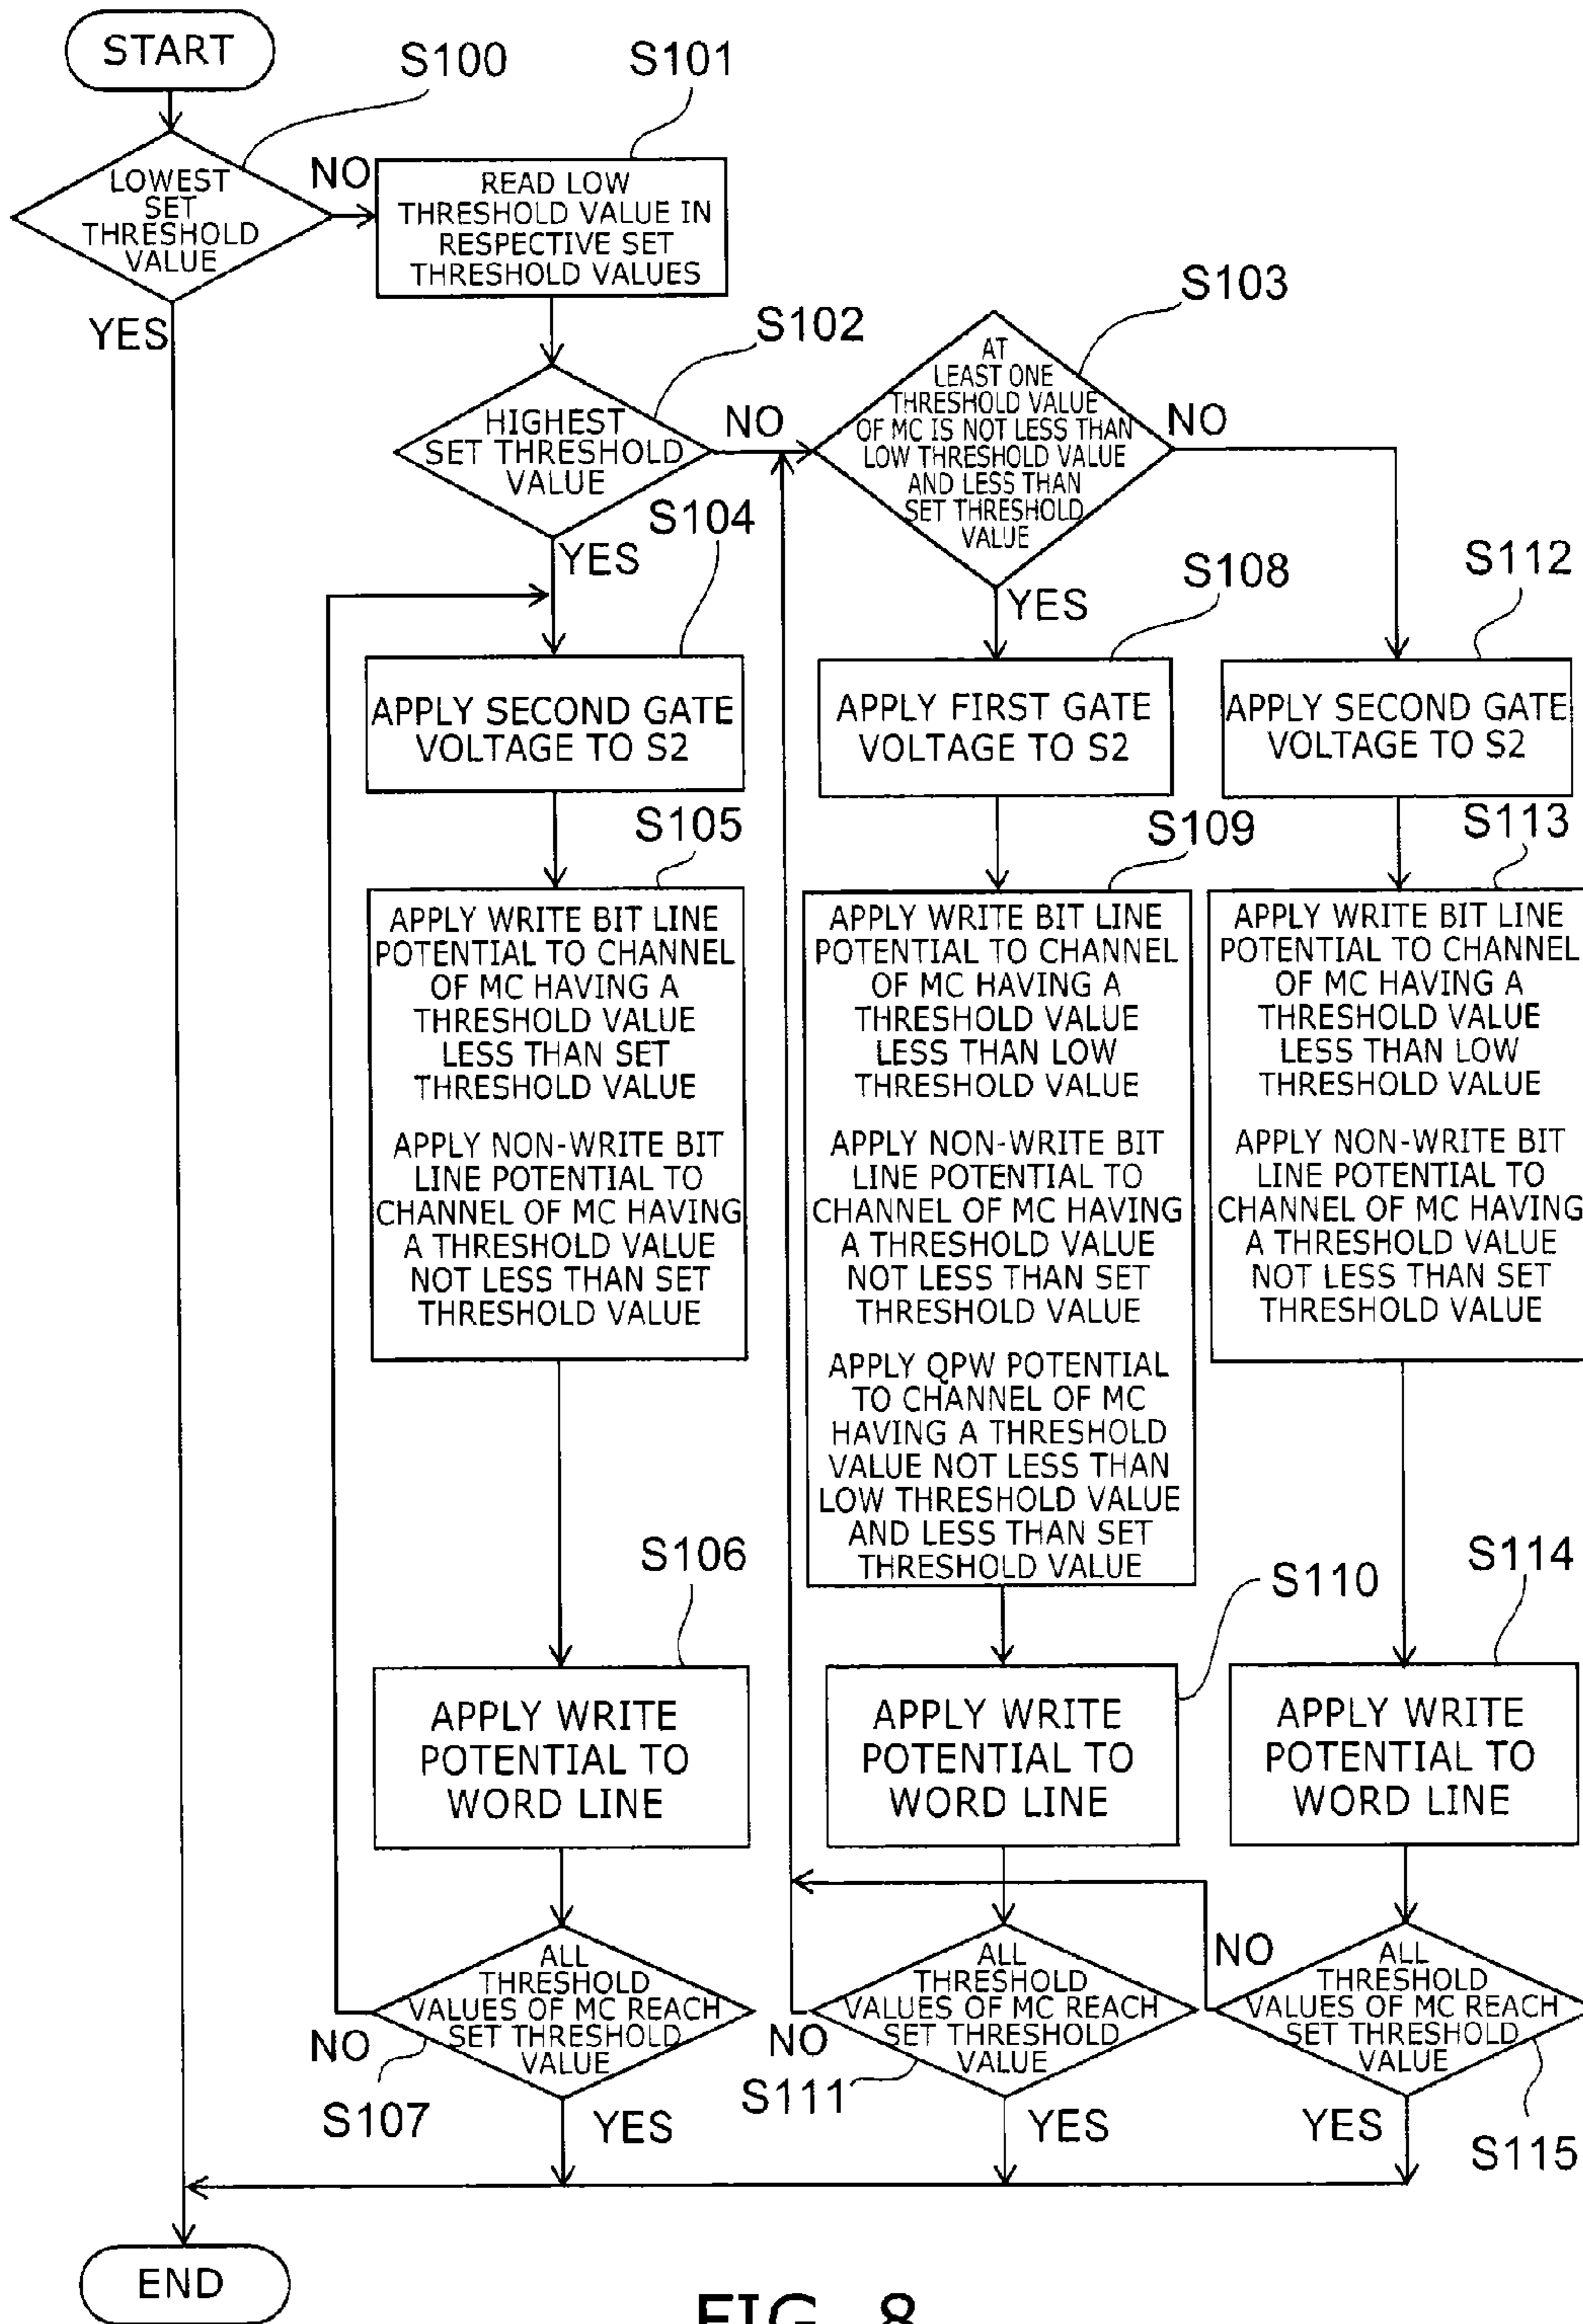 START
S100
S101
LOWEST
SET
THRESHOLD
VALUE
NO
YES
READ LOW
THRESHOLD VALUE IN
RESPECTIVE SET
THRESHOLD VALUES
S102
HIGHEST
SET THRESHOLD
VALUE
NO
YES
S103
AT
LEAST ONE
THRESHOLD VALUE
OF MC IS NOT LESS THAN
LOW THRESHOLD VALUE
AND LESS THAN
SET THRESHOLD
VALUE
NO
YES
S104
APPLY SECOND GATE
VOLTAGE TO S2
S108
APPLY FIRST GATE
VOLTAGE TO S2
S112
APPLY SECOND GATE
VOLTAGE TO S2
S105
APPLY WRITE BIT LINE
POTENTIAL TO CHANNEL
OF MC HAVING A
THRESHOLD VALUE
LESS THAN SET
THRESHOLD VALUE
APPLY NON-WRITE BIT
LINE POTENTIAL TO
CHANNEL OF MC HAVING
A THRESHOLD VALUE
NOT LESS THAN SET
THRESHOLD VALUE
S109
APPLY WRITE BIT LINE
POTENTIAL TO CHANNEL
OF MC HAVING A
THRESHOLD VALUE
LESS THAN LOW
THRESHOLD VALUE
APPLY NON-WRITE BIT
LINE POTENTIAL TO
CHANNEL OF MC HAVING
A THRESHOLD VALUE
NOT LESS THAN SET
THRESHOLD VALUE
APPLY QPW POTENTIAL
TO CHANNEL OF MC
HAVING A THRESHOLD
VALUE NOT LESS THAN
LOW THRESHOLD VALUE
AND LESS THAN SET
THRESHOLD VALUE
S113
APPLY WRITE BIT LINE
POTENTIAL TO CHANNEL
OF MC HAVING A
THRESHOLD VALUE
LESS THAN LOW
THRESHOLD VALUE
APPLY NON-WRITE BIT
LINE POTENTIAL TO
CHANNEL OF MC HAVING
A THRESHOLD VALUE
NOT LESS THAN SET
THRESHOLD VALUE
S106
APPLY WRITE
POTENTIAL TO
WORD LINE
S110
APPLY WRITE
POTENTIAL TO
WORD LINE
S114
APPLY WRITE
POTENTIAL TO
WORD LINE
ALL
THRESHOLD
VALUES OF MC REACH
SET THRESHOLD
VALUE
NO
S107
YES
ALL
THRESHOLD
VALUES OF MC REACH
SET THRESHOLD
VALUE
NO
S111
YES
NO
ALL
THRESHOLD
VALUES OF MC REACH
SET THRESHOLD
VALUE
YES
S115
END
FIG. 8